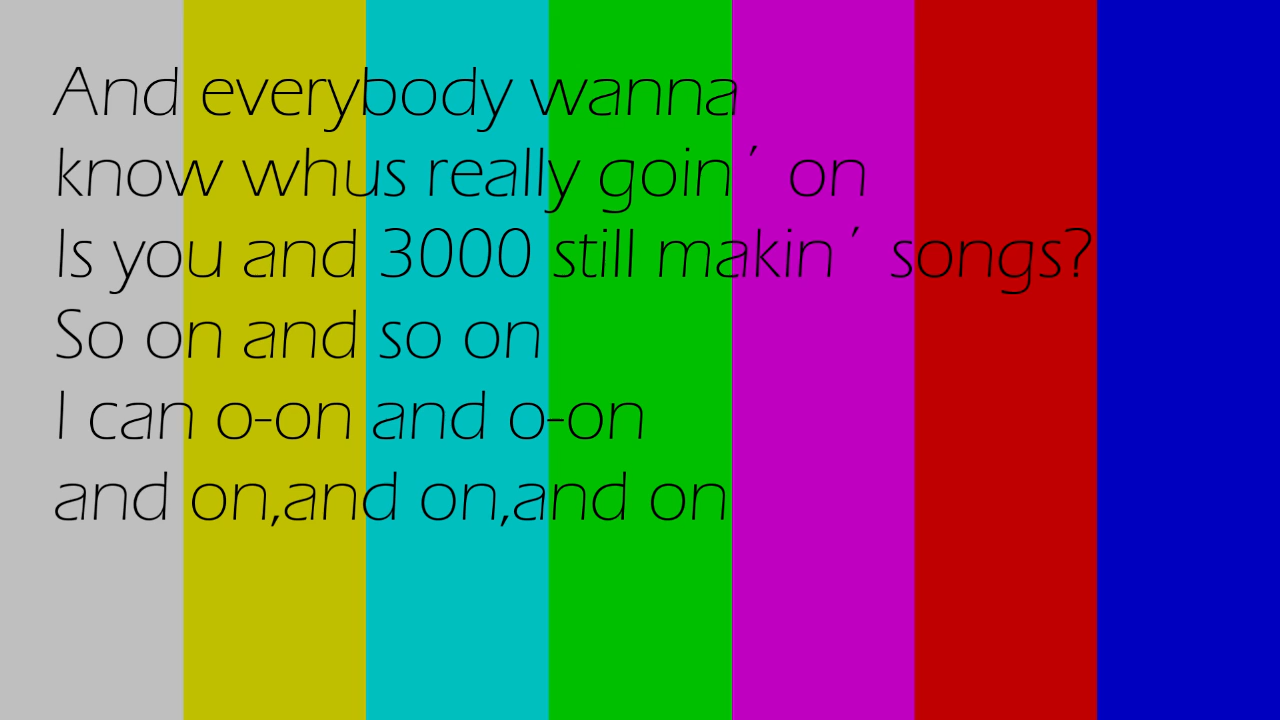 And everybody wanna
know whus really goin´ on
Is you and 3000 still makin´ songs?
So on and so on
I can o-on and o-on
and on,and on,and on